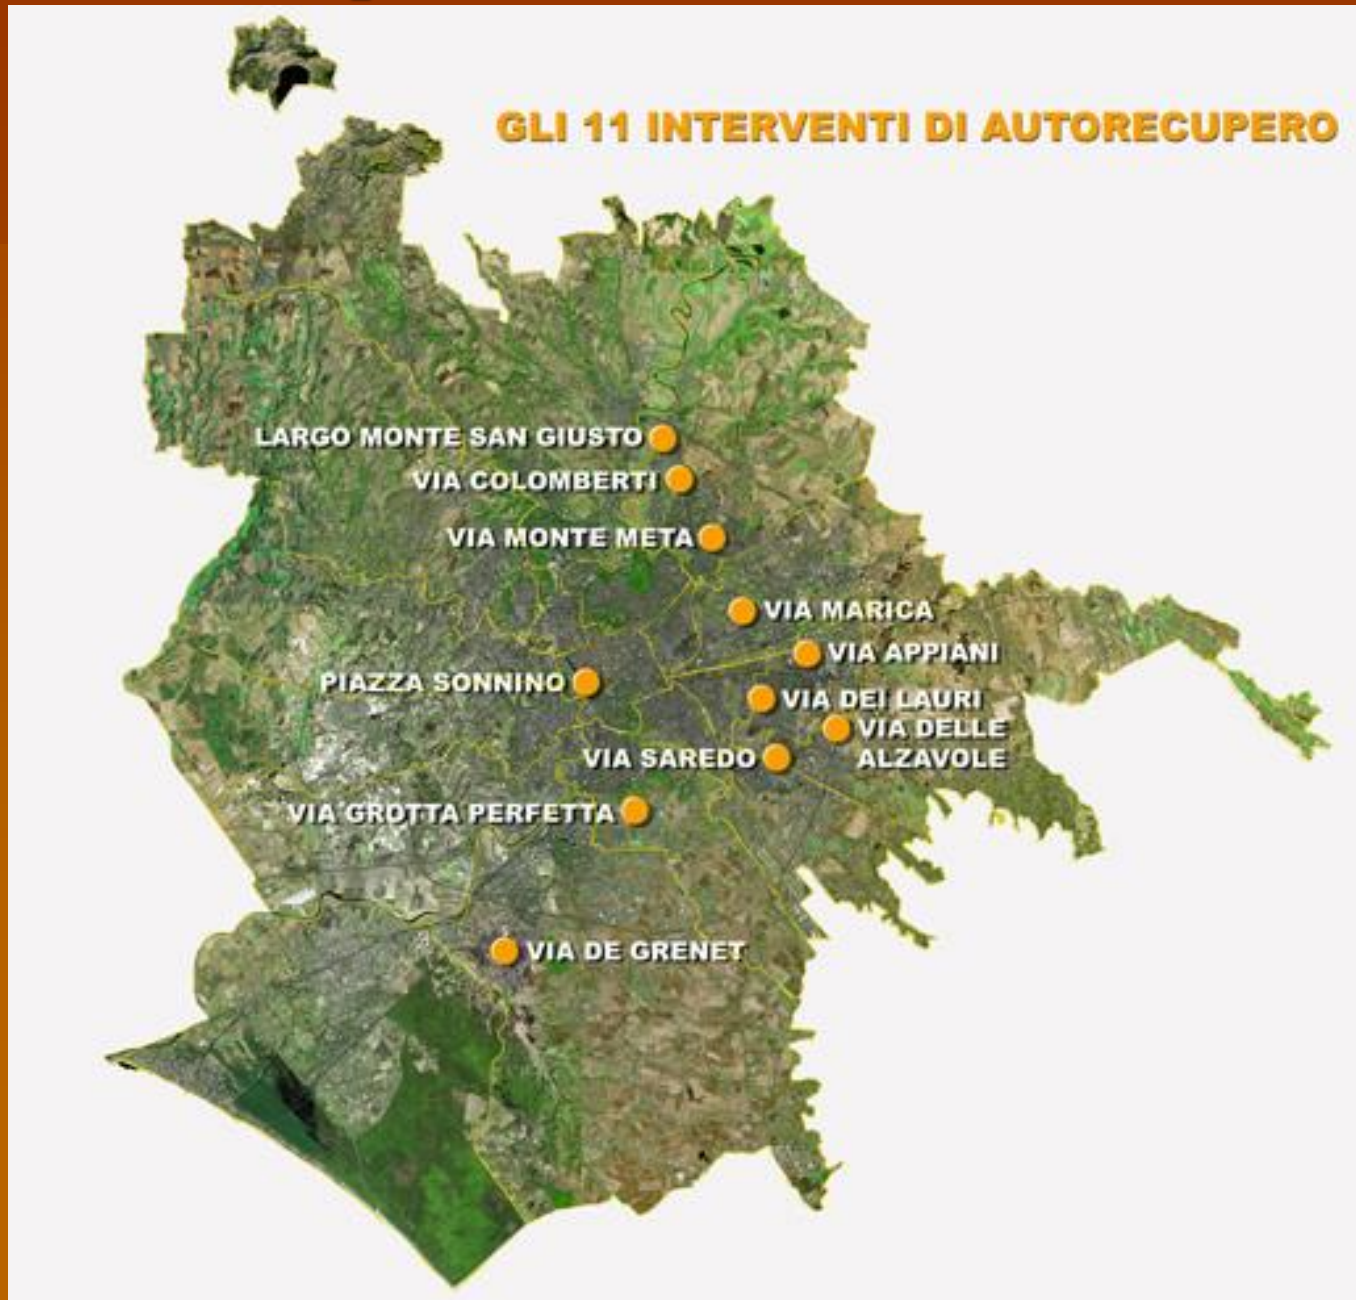 GLI 11 INTERVENTI DI AUTORECUPERO
LARGO MONTE SAN GIUSTO
VIA COLOMBERTI
VIA MONTE META
VIA MARICA
VIA APPIANI
PIAZZA SONNINO
VIA DEI LAURI
VIA DELLE
ALZAVOLE
VIA SAREDO
VIA GROTTA PERFETTA
VIA DE GRENET